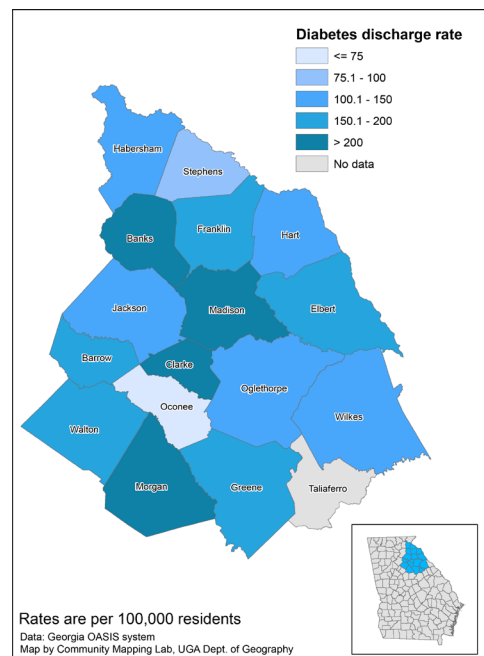 Diabetes discharge rate
<= 75
75.1 - 100
100.1 - 150
150.1 - 200
> 200
No data
Habersham
Stephens
Banks
Franklin
Hart
Jackson
Madison
Elbert
Barrow
Clarke
Oconee
Oglethorpe
Wilkes
Walton
Morgan
Greene
Taliaferro
Rates are per 100,000 residents
Data: Georgia OASIS system
Map by Community Mapping Lab, UGA Dept. of Geography